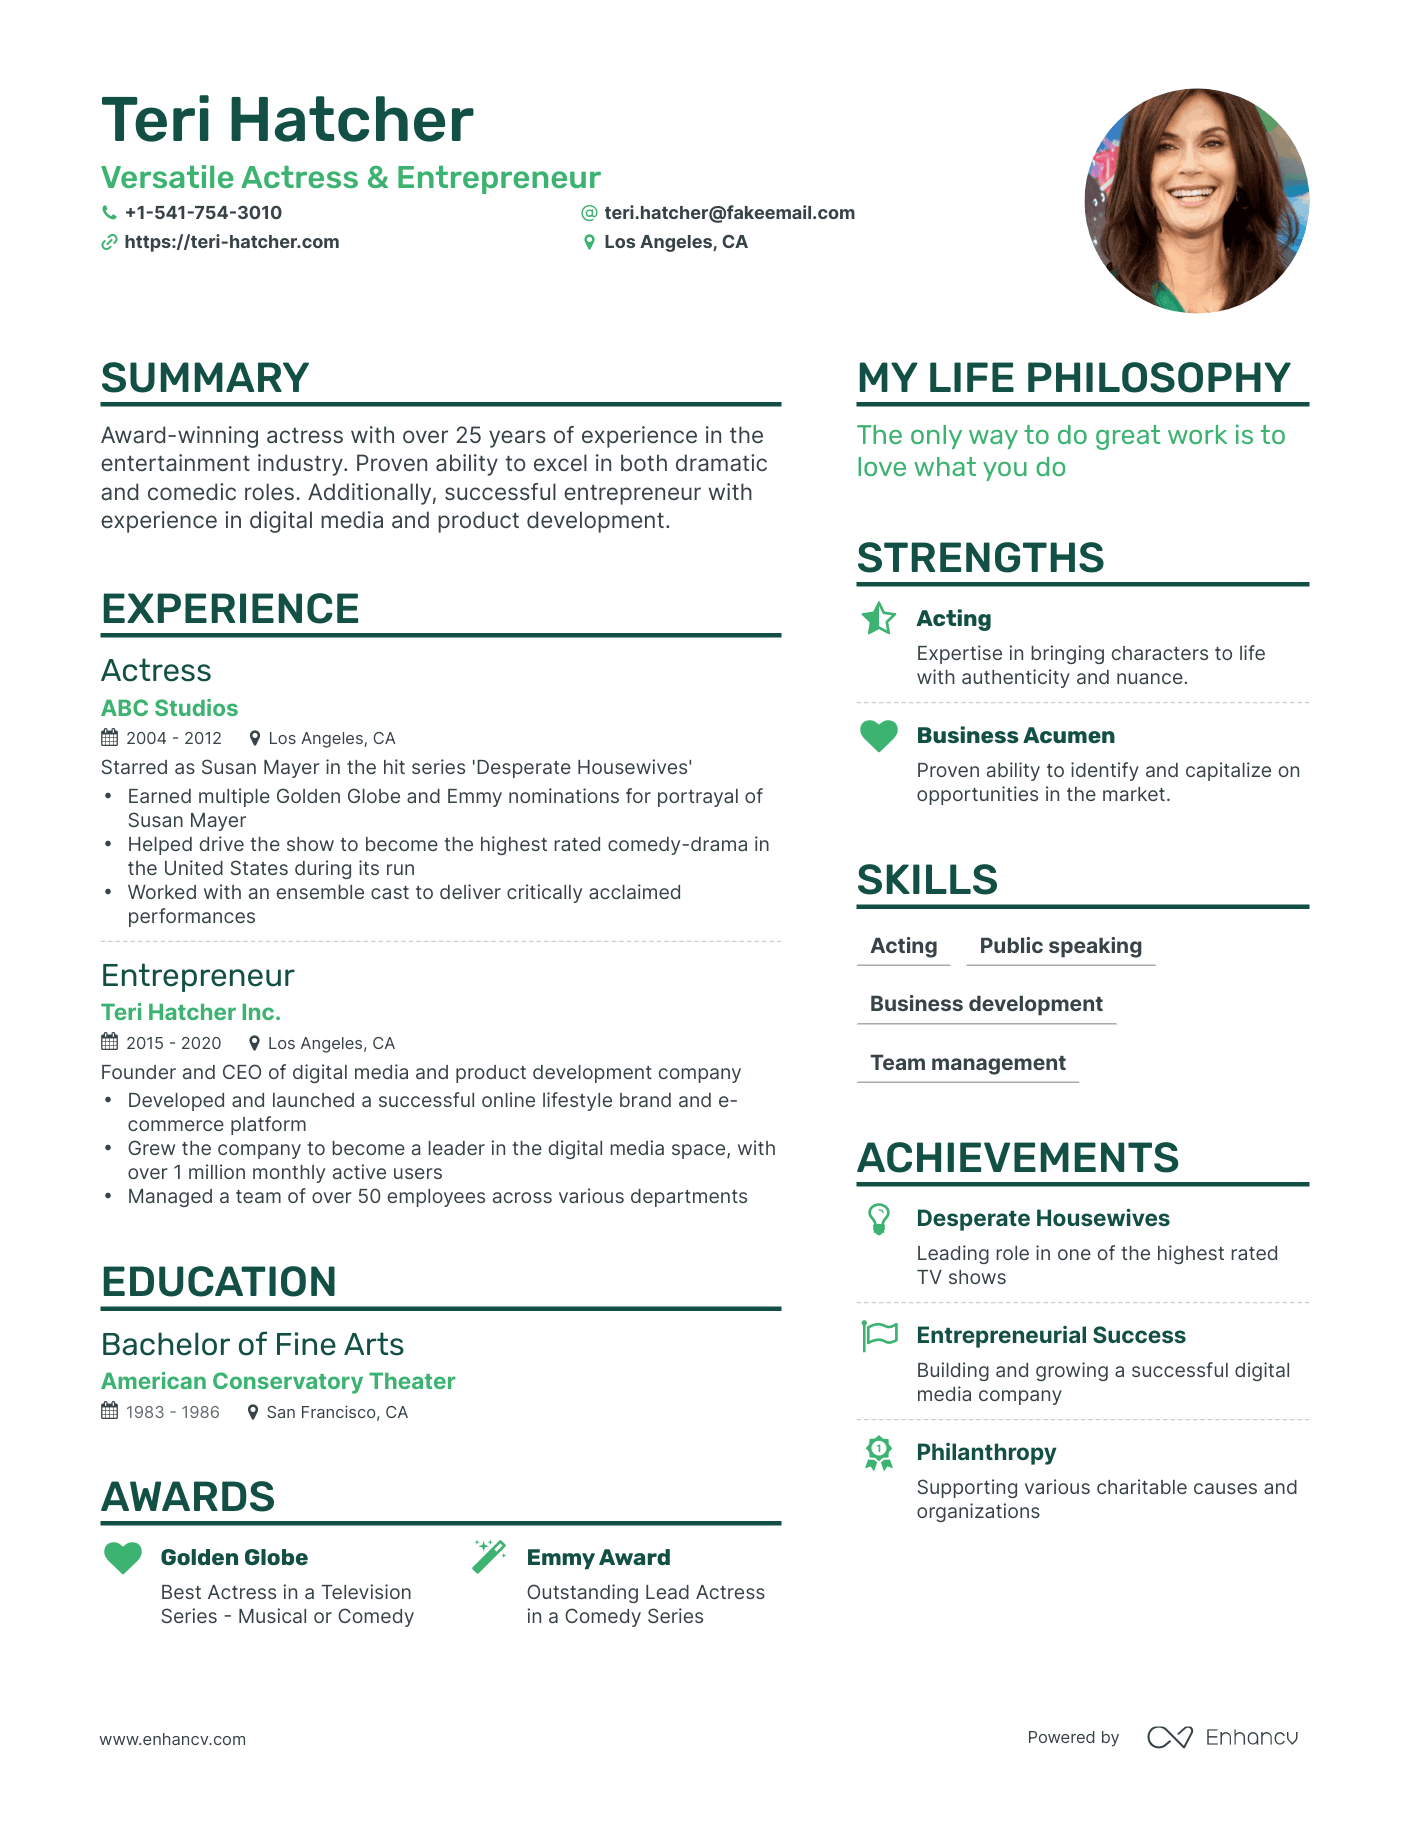 Teri Hatcher
Versatile Actress & Entrepreneur
+1-541-754-3010
teri.hatcher@fakeemail.com
https://teri-hatcher.com
Los Angeles, CA
SUMMARY
Award-winning actress with over 25 years of experience in the
entertainment industry. Proven ability to excel in both dramatic
and comedic roles. Additionally, successful entrepreneur with
experience in digital media and product development.
EXPERIENCE
Actress
ABC Studios
2004 - 2012 Los Angeles, CA
Starred as Susan Mayer in the hit series 'Desperate Housewives'
• Earned multiple Golden Globe and Emmy nominations for portrayal of
Susan Mayer
• Helped drive the show to become the highest rated comedy-drama in
the United States during its run
• Worked with an ensemble cast to deliver critically acclaimed
performances
Entrepreneur
Teri Hatcher Inc.
2015 - 2020 Los Angeles, CA
Founder and CEO of digital media and product development company
• Developed and launched a successful online lifestyle brand and e-
commerce platform
• Grew the company to become a leader in the digital media space, with
over 1 million monthly active users
• Managed a team of over 50 employees across various departments
EDUCATION
Bachelor of Fine Arts
American Conservatory Theater
1983 - 1986 San Francisco, CA
AWARDS
Golden Globe
Best Actress in a Television
Series - Musical or Comedy
Emmy Award
Outstanding Lead Actress
in a Comedy Series
MY LIFE PHILOSOPHY
The only way to do great work is to
love what you do
STRENGTHS
Acting
Expertise in bringing characters to life
with authenticity and nuance.
Business Acumen
Proven ability to identify and capitalize on
opportunities in the market.
SKILLS
Acting Public speaking
Business development
Team management
ACHIEVEMENTS
Desperate Housewives
Leading role in one of the highest rated
TV shows
Entrepreneurial Success
Building and growing a successful digital
media company
1
Philanthropy
Supporting various charitable causes and
organizations
www.enhancv.com
Powered by Enhancv